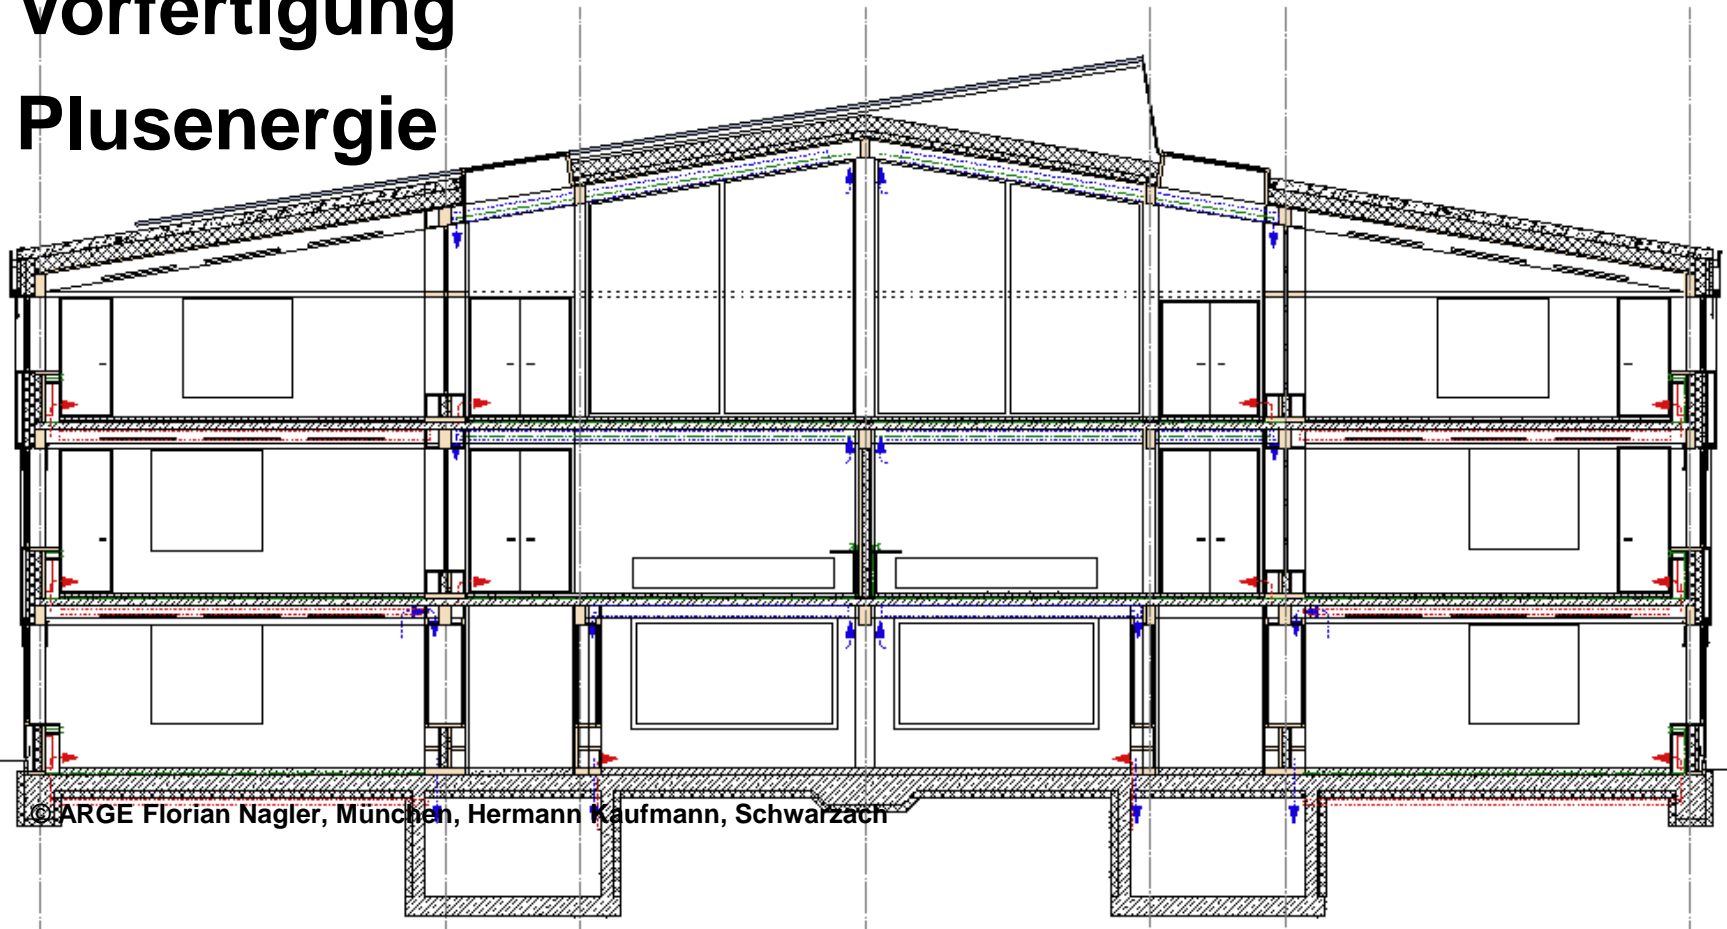 Vorfertigung
Plusenergie
© ARGE Florian Nagler, München, Hermann Kaufmann, Schwarzach